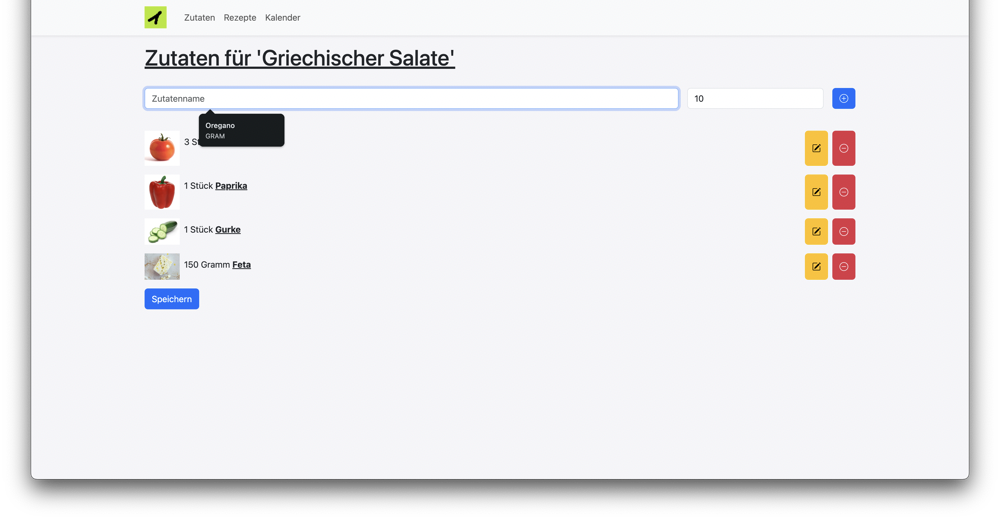 Zutaten Rezepte Kalender
Zutaten für 'Griechischer Salate'
Zutatenname 10
Oregano
GRAM
3
1 Stück Paprika
1 Stück Gurke
150 Gramm Feta
Speichern